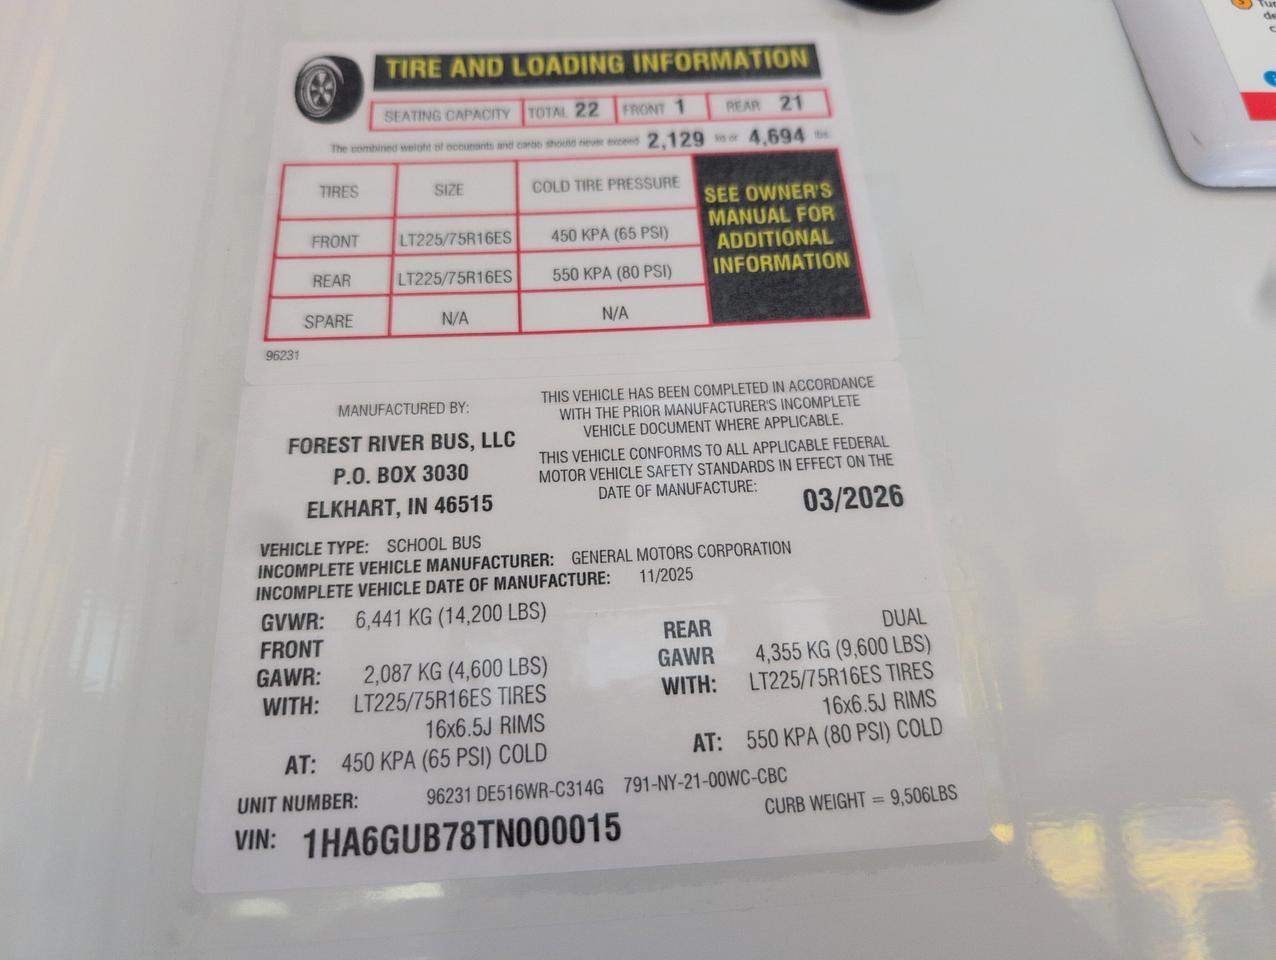 TIRE AND LOADING INFORMATION
SEATING CAPACITY TOTAL 22 FRONT 1 REAR 21
The combined weight of occupants and cargo should never exceed 2,129 kg or 4,694 lbs
TIRES SIZE COLD TIRE PRESSURE
FRONT LT225/75R16ES 450 KPA (65 PSI)
REAR LT225/75R16ES 550 KPA (80 PSI)
SPARE N/A N/A
SEE OWNER'S
MANUAL FOR
ADDITIONAL
INFORMATION
96231
MANUFACTURED BY:
FOREST RIVER BUS, LLC
P.O. BOX 3030
ELKHART, IN 46515
THIS VEHICLE HAS BEEN COMPLETED IN ACCORDANCE
WITH THE PRIOR MANUFACTURER'S INCOMPLETE
VEHICLE DOCUMENT WHERE APPLICABLE.
THIS VEHICLE CONFORMS TO ALL APPLICABLE FEDERAL
MOTOR VEHICLE SAFETY STANDARDS IN EFFECT ON THE
DATE OF MANUFACTURE: 03/2026
VEHICLE TYPE: SCHOOL BUS
INCOMPLETE VEHICLE MANUFACTURER: GENERAL MOTORS CORPORATION
INCOMPLETE VEHICLE DATE OF MANUFACTURE: 11/2025
GVWR: 6,441 KG (14,200 LBS)
FRONT
GAWR: 2,087 KG (4,600 LBS)
WITH: LT225/75R16ES TIRES
16x6.5J RIMS
AT: 450 KPA (65 PSI) COLD
REAR DUAL
GAWR 4,355 KG (9,600 LBS)
WITH: LT225/75R16ES TIRES
16x6.5J RIMS
AT: 550 KPA (80 PSI) COLD
UNIT NUMBER: 96231 DE516WR-C314G 791-NY-21-00WC-CBC
CURB WEIGHT = 9,506LBS
VIN: 1HA6GUB78TN000015